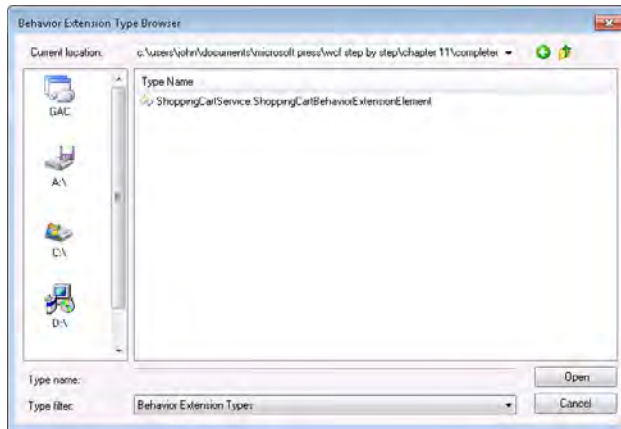 Behavior Extension Type Browser
Current location: c:\users\john\documents\microsoft press\wcf step by step\chapter 11\completer
Type Name
ShoppingCartService.ShoppingCartBehaviorExtensionElement
GAC
A:\
C:\
D:\
Type name: Open
Type filter: Behavior Extension Types Cancel